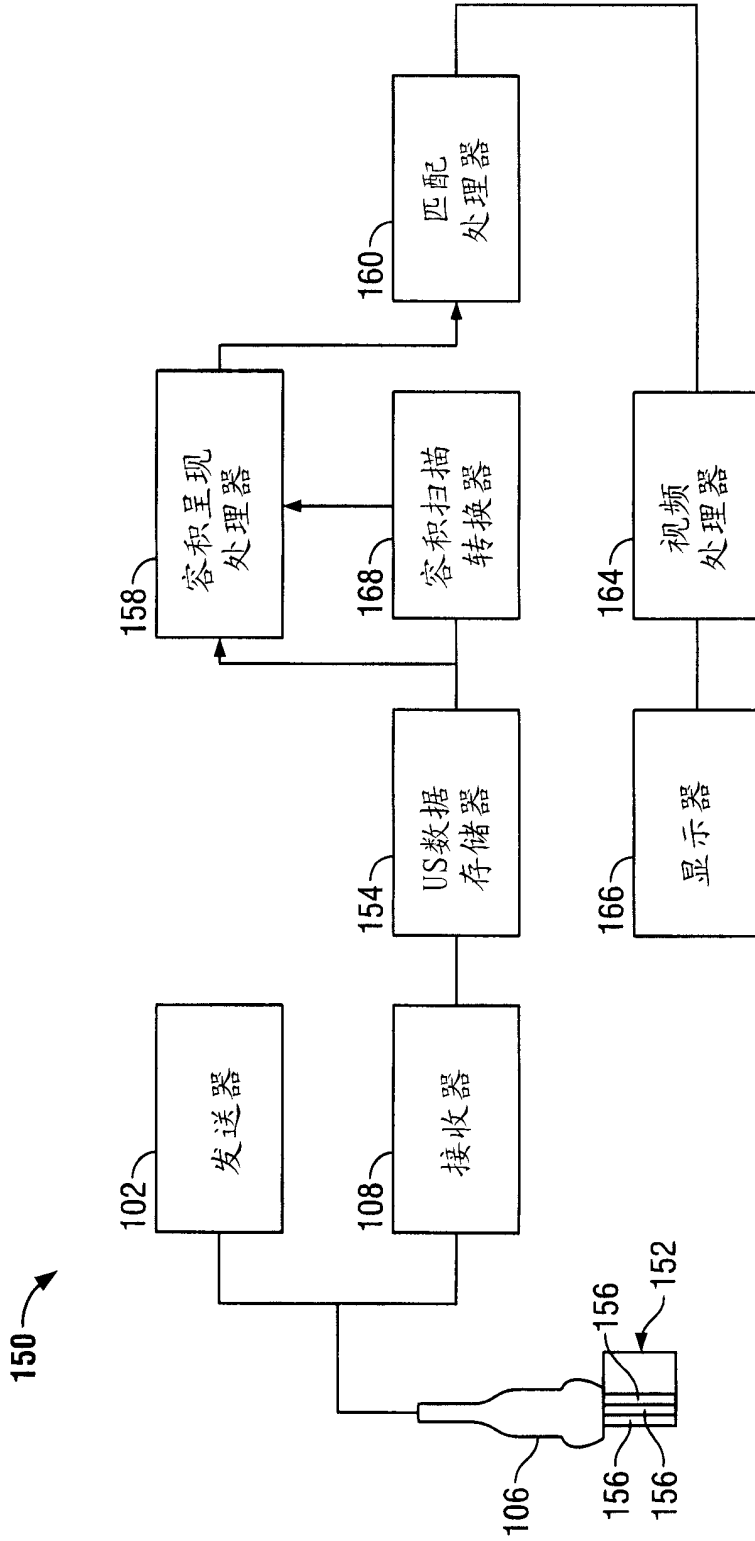 150
102
发送器
158
容积呈现
处理器
160
匹配
处理器
108
接收器
154
US数据
存储器
168
容积扫描
转换器
106
156
156
156
152
166
显示器
164
视频
处理器